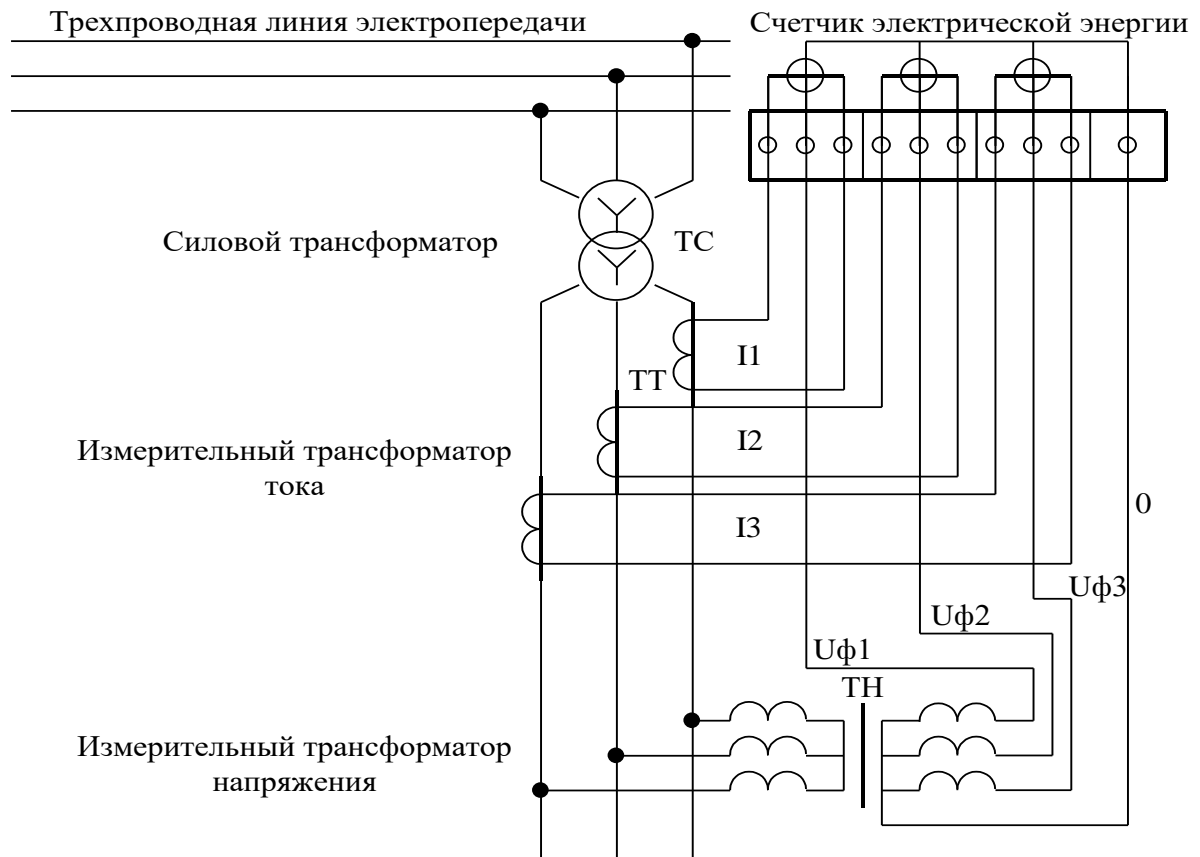 Трехпроводная линия электропередачи
Счетчик электрической энергии
Силовой трансформатор
ТС
I1
ТТ
I2
Измерительный трансформатор
тока
I3
0
Uф3
Uф2
Uф1
ТН
Измерительный трансформатор
напряжения